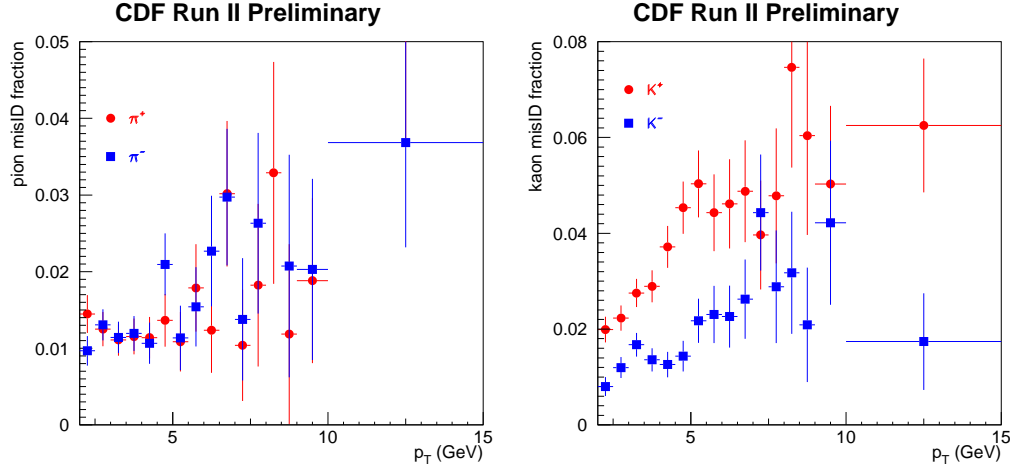 CDF Run II Preliminary
pion misID fraction
0.05
0.04
0.03
0.02
0.01
0
π+
π-
5
10
15
p_T (GeV)
CDF Run II Preliminary
kaon misID fraction
0.08
0.06
0.04
0.02
0
K+
K-
5
10
15
p_T (GeV)